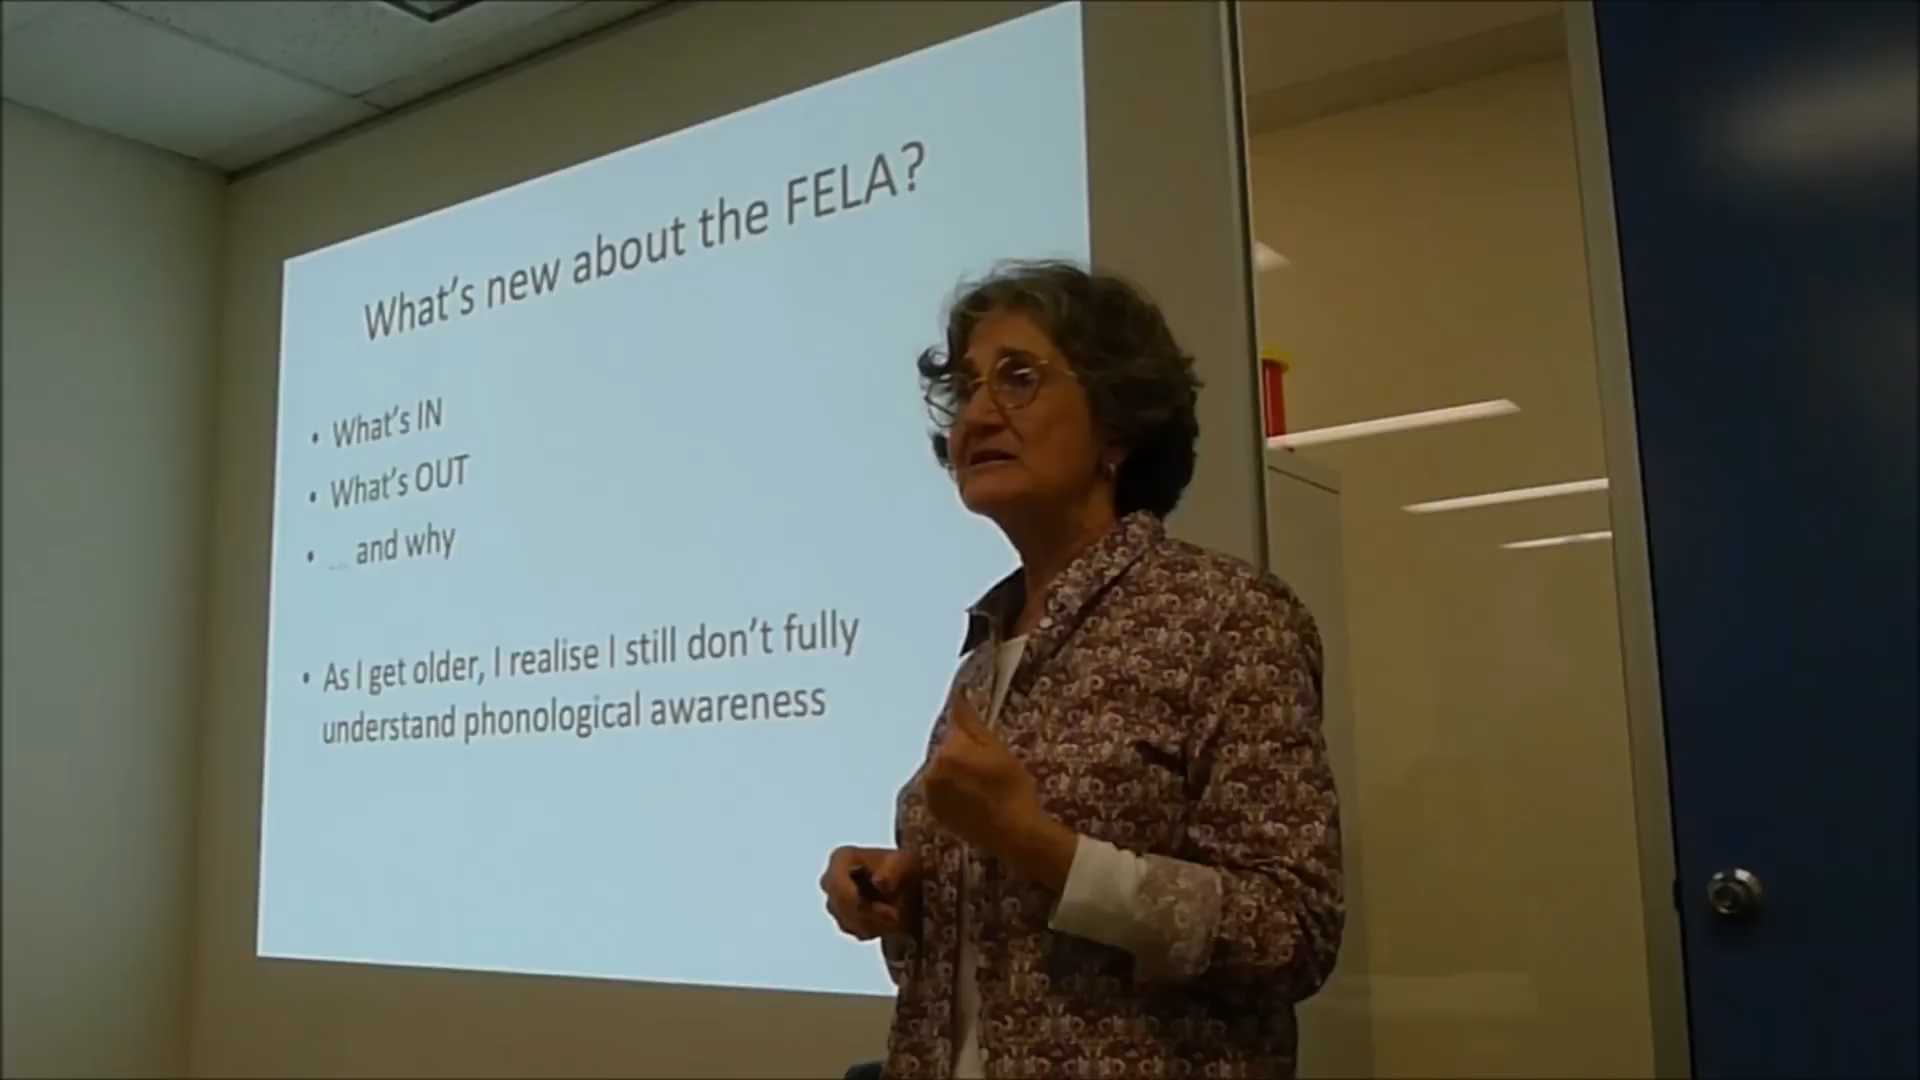 What's new about the FELA?
• What's IN
• What's OUT
• ... and why
• As I get older, I realise I still don't fully
understand phonological awareness